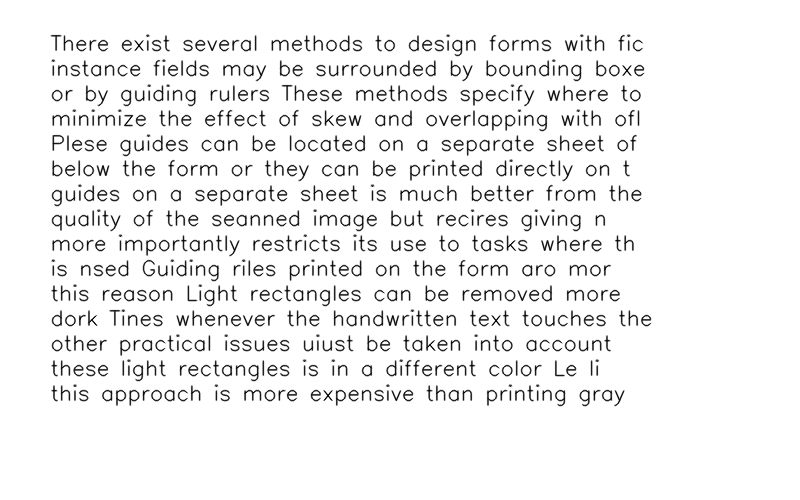 There exist several methods to design forms with fic
instance fields may be surrounded by bounding boxe
or by guiding rulers These methods specify where to
minimize the effect of skew and overlapping with ofl
Plese guides can be located on a separate sheet of
below the form or they can be printed directly on t
guides on a separate sheet is much better from the
quality of the seanned image but recires giving n
more importantly restricts its use to tasks where th
is nsed Guiding riles printed on the form aro mor
this reason Light rectangles can be removed more
dork Tines whenever the handwritten text touches the
other practical issues uiust be taken into account
these light rectangles is in a different color Le li
this approach is more expensive than printing gray